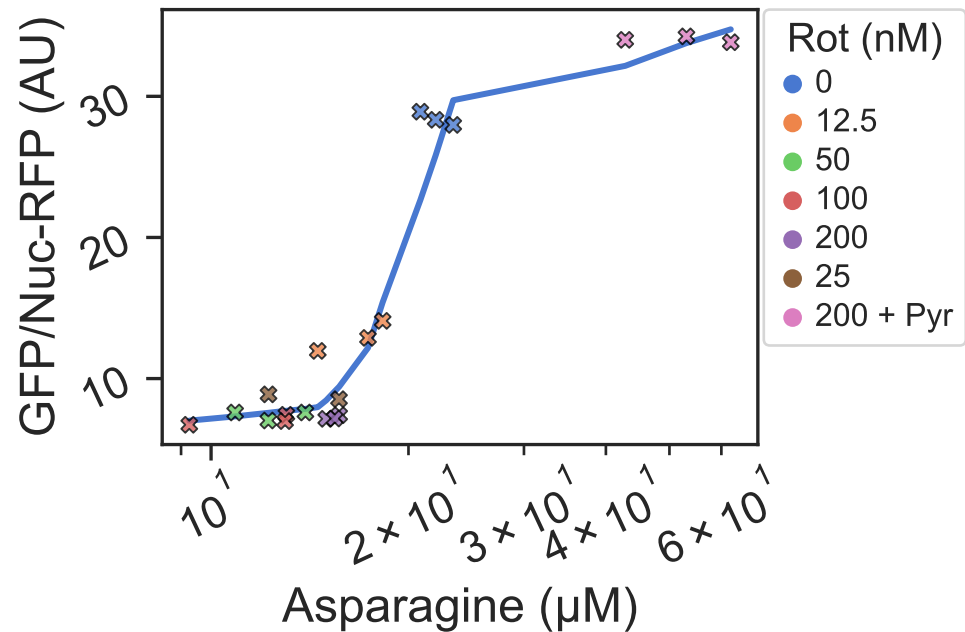 GFP/Nuc-RFP (AU)
30
20
10
10¹
2 × 10¹
3 × 10¹
4 × 10¹
6 × 10¹
Asparagine (μM)
Rot (nM)
0
12.5
50
100
200
25
200 + Pyr